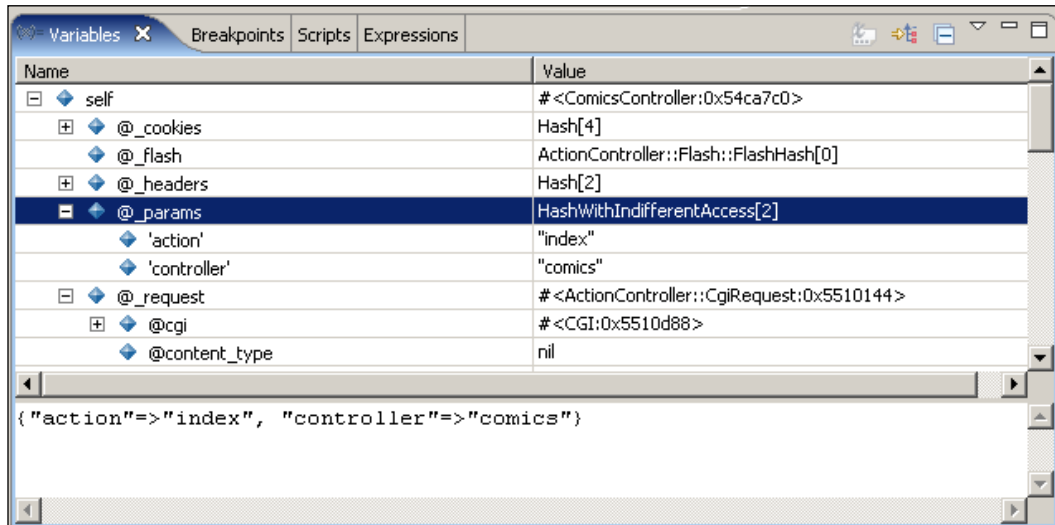 Variables Breakpoints Scripts Expressions
Name Value
self #<ComicsController:0x54ca7c0>
@_cookies Hash[4]
@_flash ActionController::Flash::FlashHash[0]
@_headers Hash[2]
@_params HashWithIndifferentAccess[2]
'action' "index"
'controller' "comics"
@_request #<ActionController::CgiRequest:0x5510144>
@cgi #<CGI:0x5510d88>
@content_type nil
{"action"=>"index", "controller"=>"comics"}